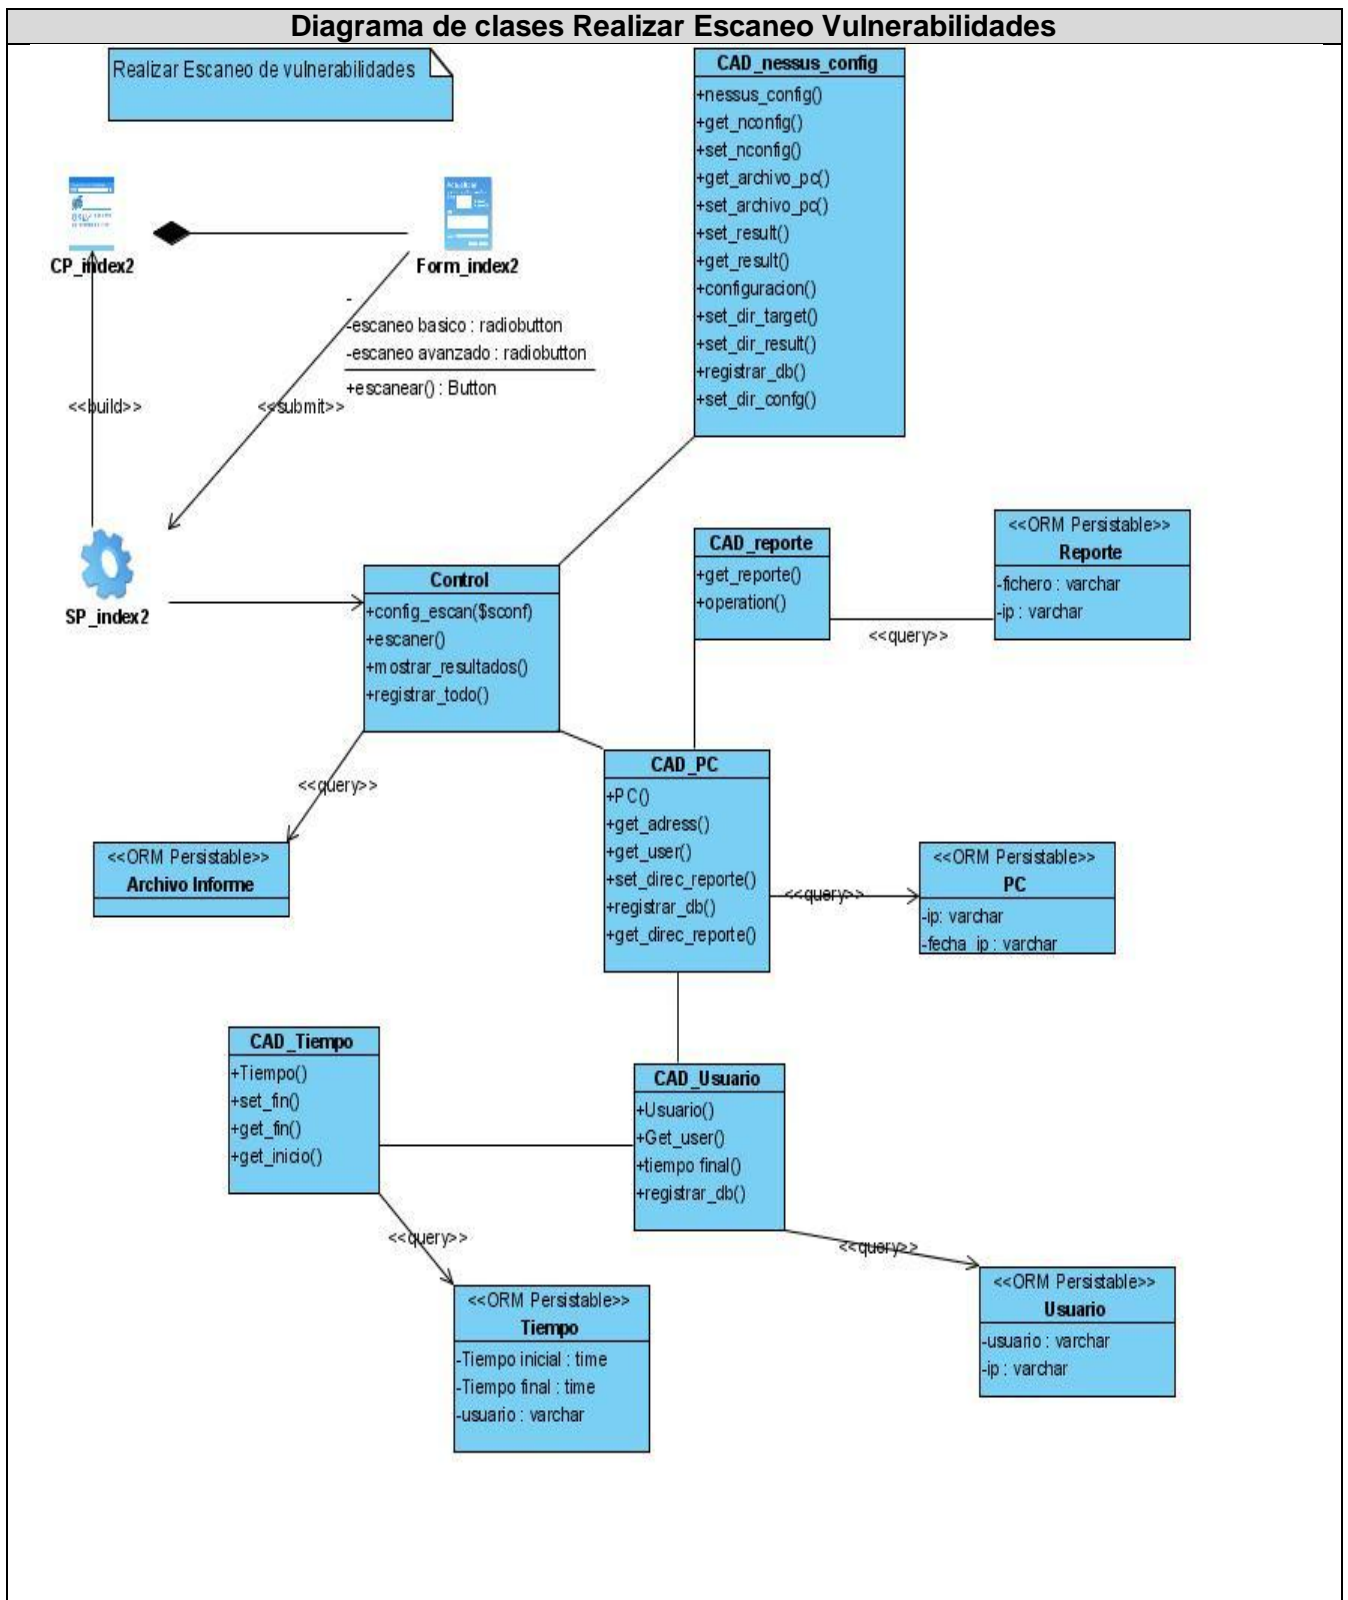 Diagrama de clases Realizar Escaneo Vulnerabilidades
Realizar Escaneo de vulnerabilidades
CAD_nessus_config
+nessus_config()
+get_nconfig()
+set_nconfig()
+get_archivo_pc()
+set_archivo_pc()
+set_result()
+get_result()
+configuracion()
+set_dir_target()
+set_dir_result()
+registrar_db()
+set_dir_confg()
CP_index2
Form_index2
-
-escaneo basico : radiobutton
-escaneo avanzado : radiobutton
+escanear() : Button
<<build>>
<<submit>>
SP_index2
Control
+config_escan($sconf)
+escaner()
+mostrar_resultados()
+registrar_todo()
CAD_reporte
+get_reporte()
+operation()
<<query>>
<<ORM Persistable>>
Reporte
-fichero : varchar
-ip : varchar
<<query>>
<<ORM Persistable>>
Archivo Informe
CAD_PC
+PC()
+get_adress()
+get_user()
+set_direc_reporte()
+registrar_db()
+get_direc_reporte()
<<query>>
<<ORM Persistable>>
PC
-ip: varchar
-fecha_ip : varchar
CAD_Tiempo
+Tiempo()
+set_fin()
+get_fin()
+get_inicio()
CAD_Usuario
+Usuario()
+Get_user()
+tiempo final()
+registrar_db()
<<query>>
<<query>>
<<ORM Persistable>>
Tiempo
-Tiempo inicial : time
-Tiempo final : time
-usuario : varchar
<<ORM Persistable>>
Usuario
-usuario : varchar
-ip : varchar